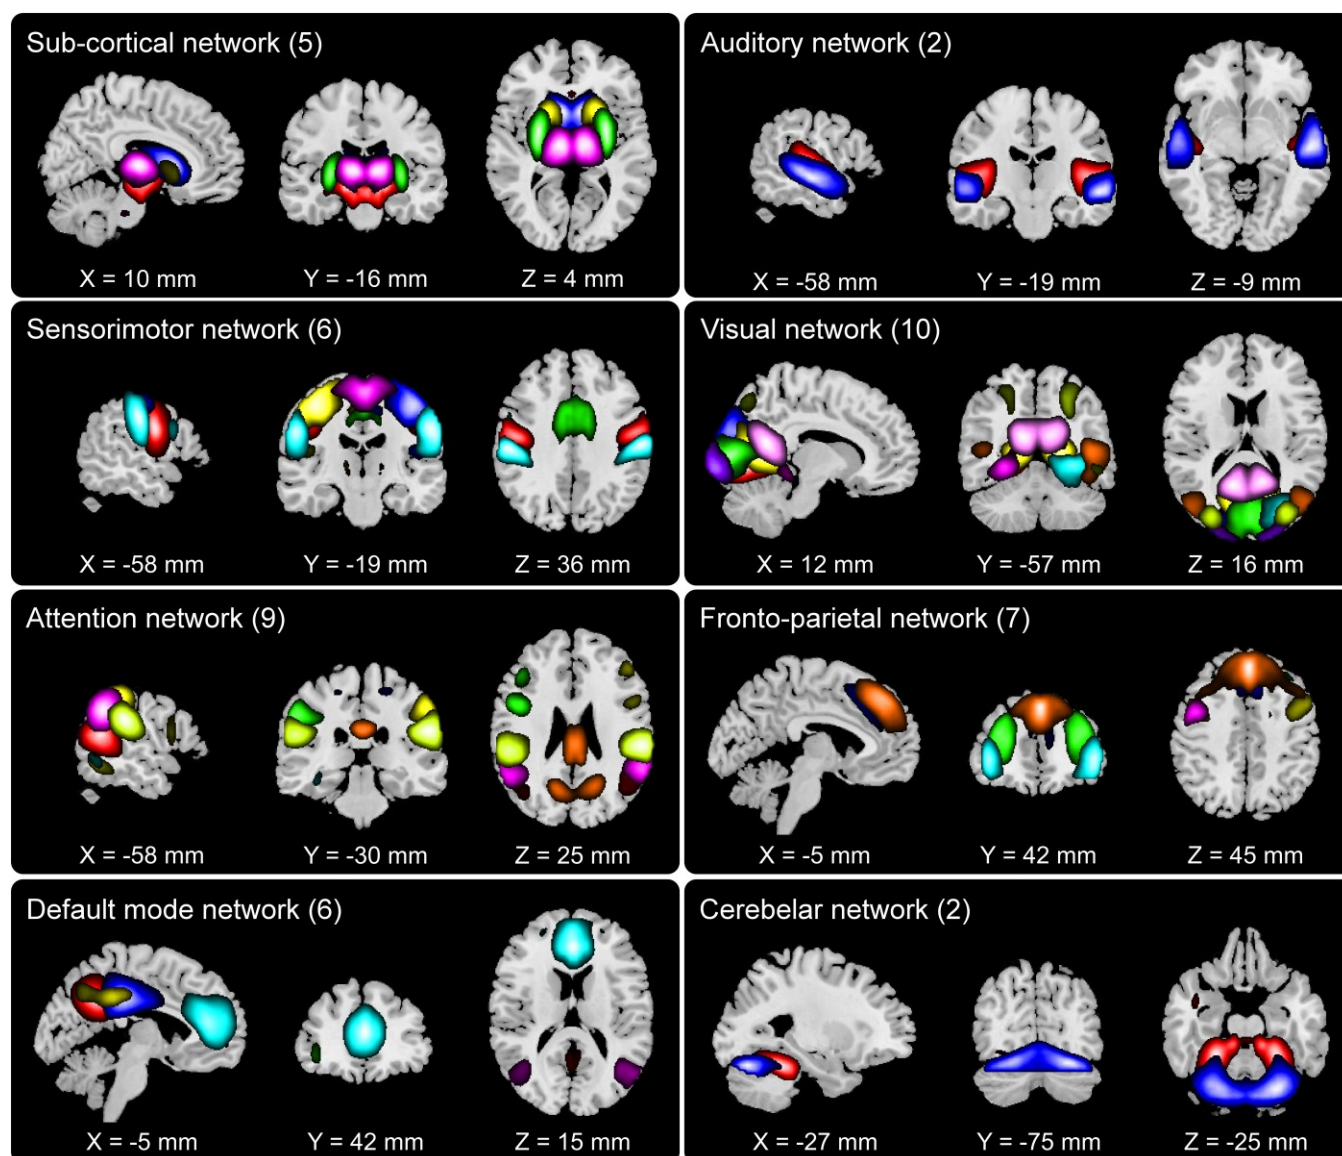 Sub-cortical network (5)
X = 10 mm
Y = -16 mm
Z = 4 mm
Auditory network (2)
X = -58 mm
Y = -19 mm
Z = -9 mm
Sensorimotor network (6)
X = -58 mm
Y = -19 mm
Z = 36 mm
Visual network (10)
X = 12 mm
Y = -57 mm
Z = 16 mm
Attention network (9)
X = -58 mm
Y = -30 mm
Z = 25 mm
Fronto-parietal network (7)
X = -5 mm
Y = 42 mm
Z = 45 mm
Default mode network (6)
X = -5 mm
Y = 42 mm
Z = 15 mm
Cerebelar network (2)
X = -27 mm
Y = -75 mm
Z = -25 mm